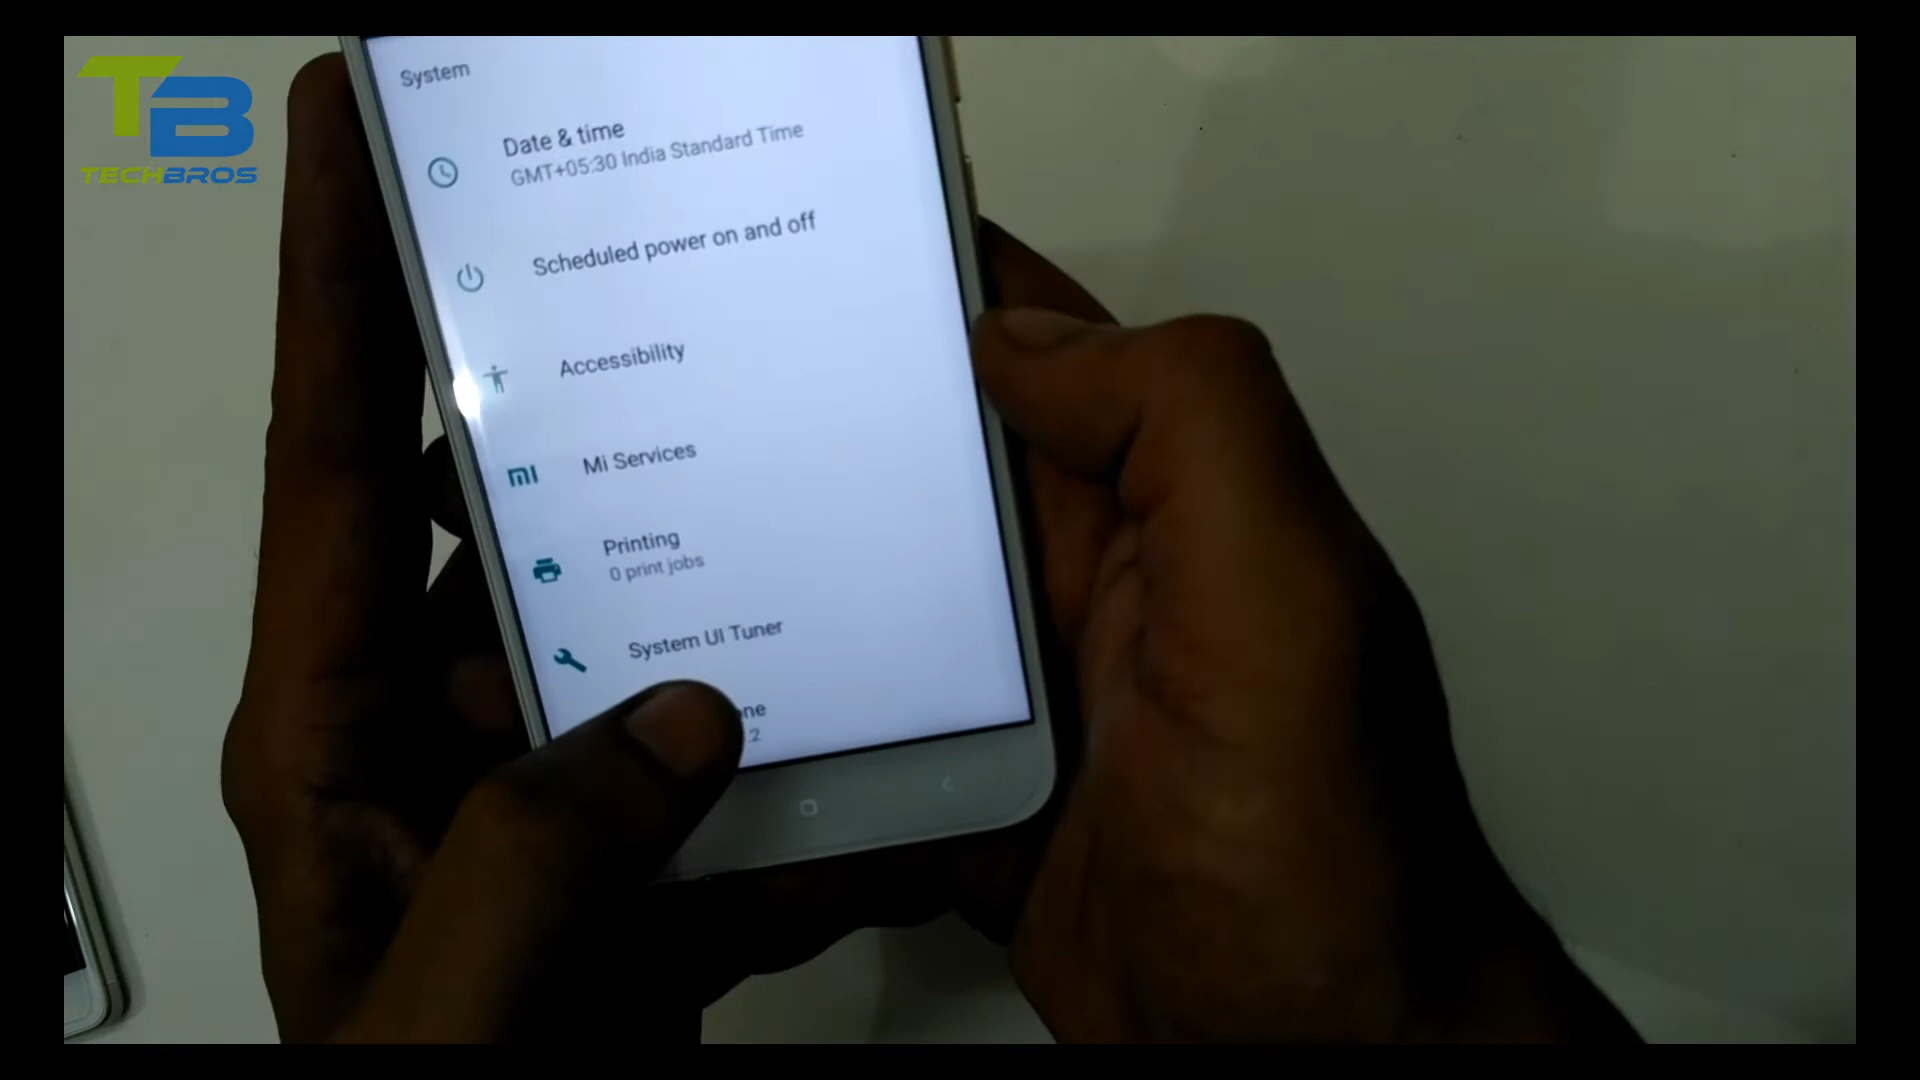 TB
TECHBROS
System
Date & time
GMT+05:30 India Standard Time
Scheduled power on and off
Accessibility
MI
Mi Services
Printing
0 print jobs
System UI Tuner